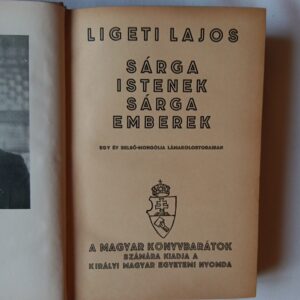 LIGETI LAJOS
SÁRGA
ISTENEK
SÁRGA
EMBEREK
EGY ÉV BELSŐ-MONGÓLIA LÁMAKOLOSTORAIBAN
A MAGYAR KÖNYVBARÁTOK
SZÁMÁRA KIADJA A
KIRÁLYI MAGYAR EGYETEMI NYOMDA